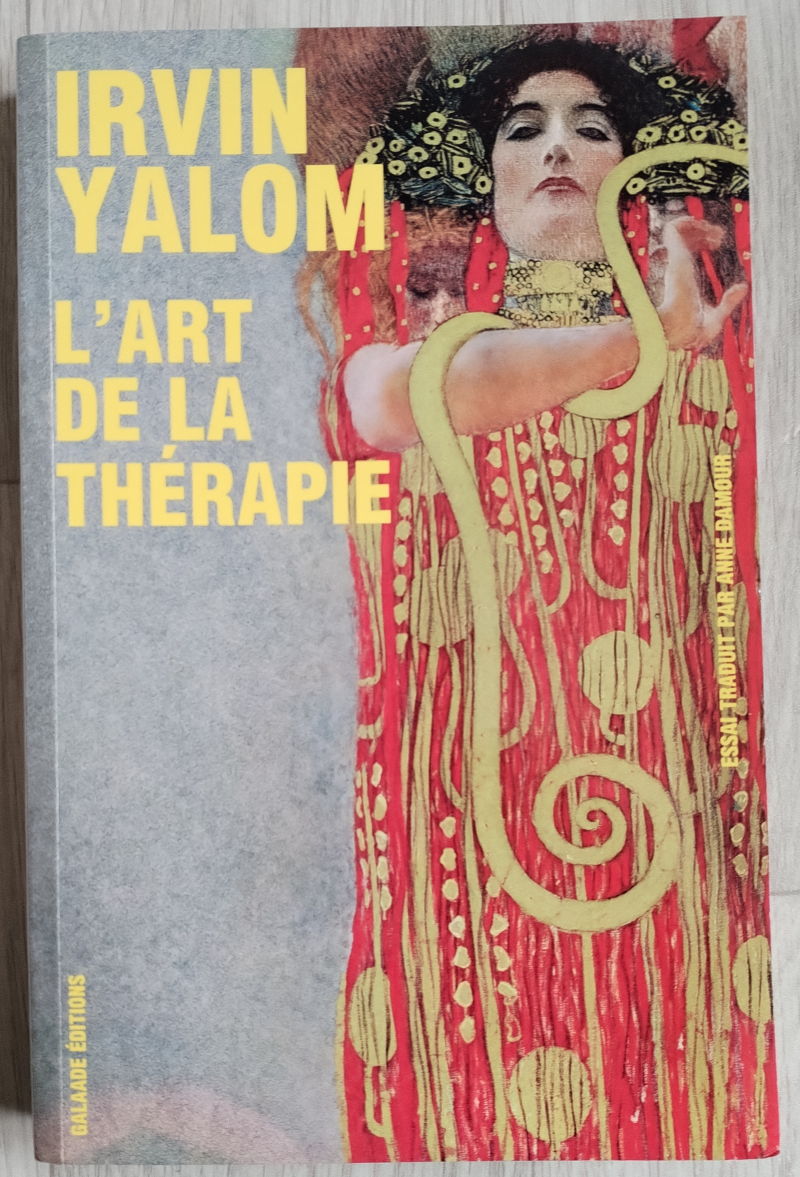 IRVIN
YALOM
L'ART
DE LA
THÉRAPIE
ESSAI TRADUIT PAR ANNE DAMOUR
GALAADE ÉDITIONS